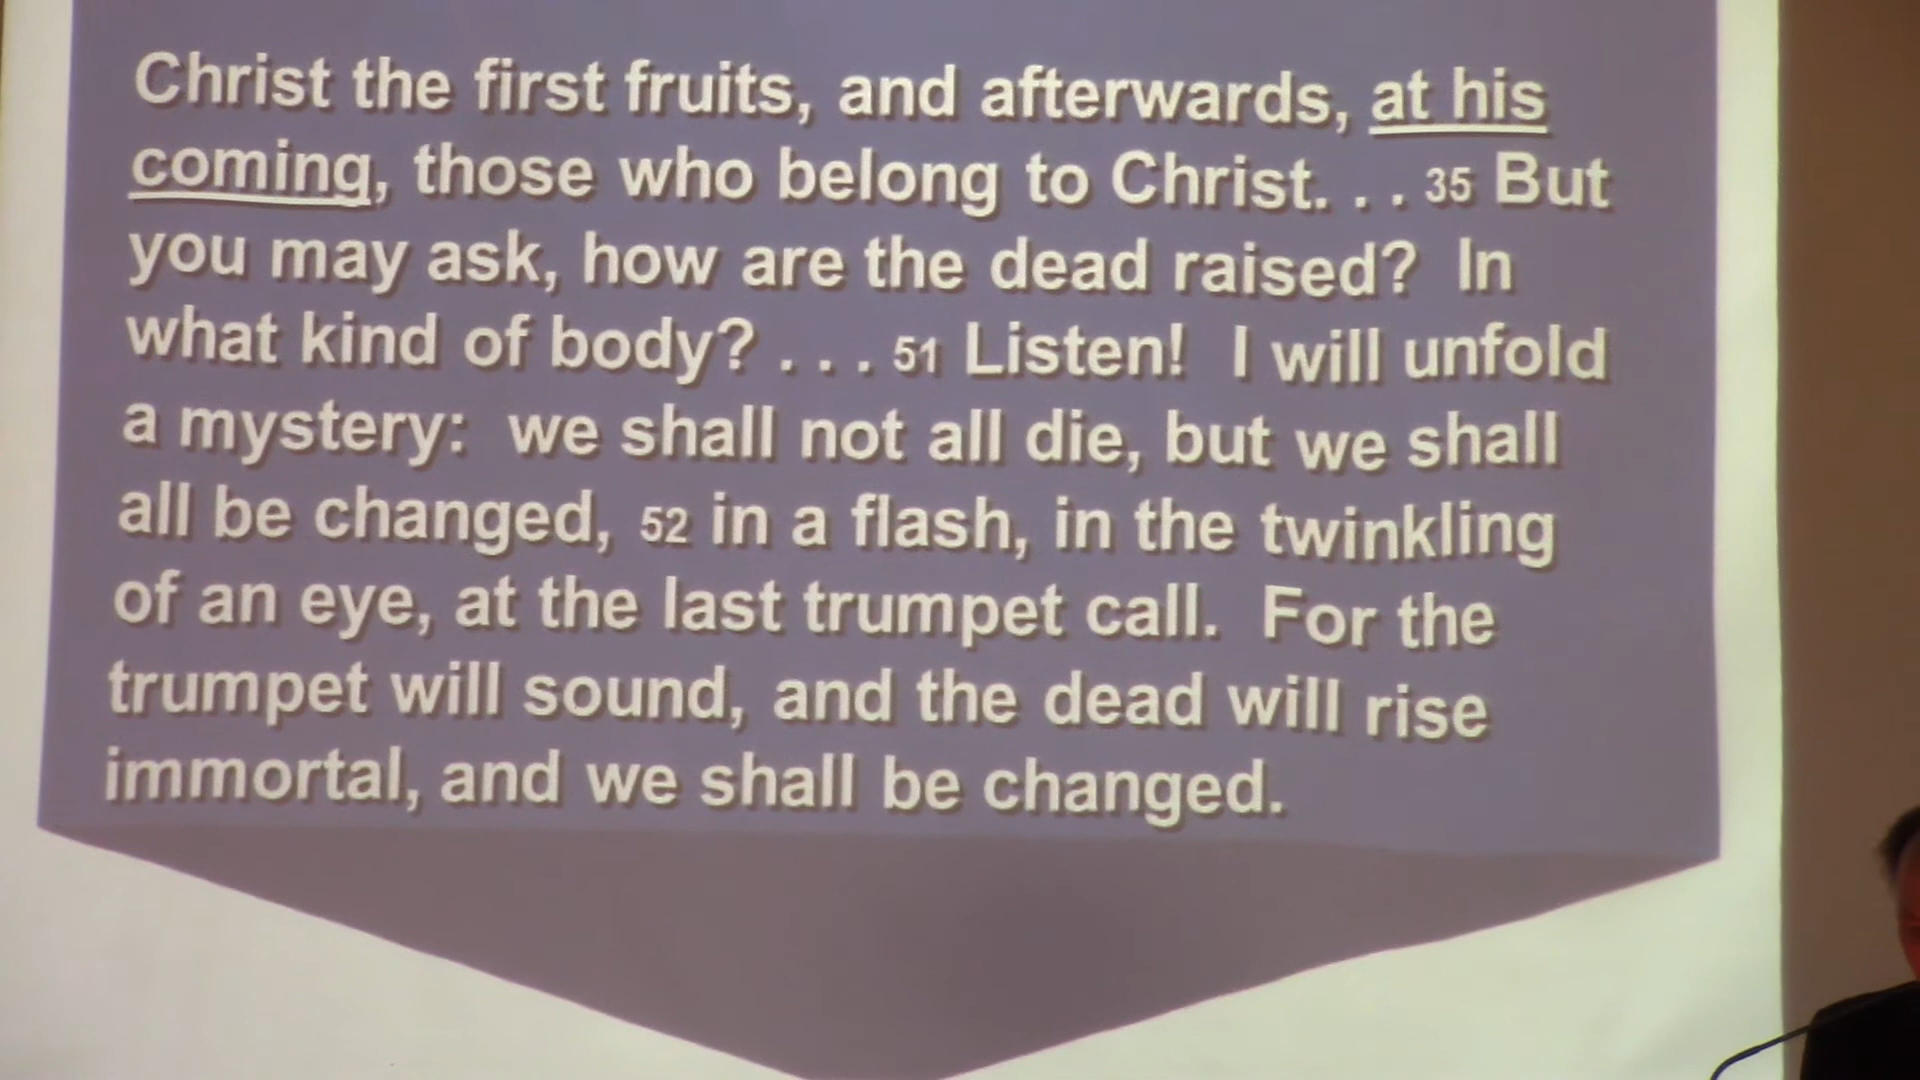 Christ the first fruits, and afterwards, at his
coming, those who belong to Christ. . . 35 But
you may ask, how are the dead raised?  In
what kind of body? . . . 51 Listen!  I will unfold
a mystery:  we shall not all die, but we shall
all be changed, 52 in a flash, in the twinkling
of an eye, at the last trumpet call.  For the
trumpet will sound, and the dead will rise
immortal, and we shall be changed.